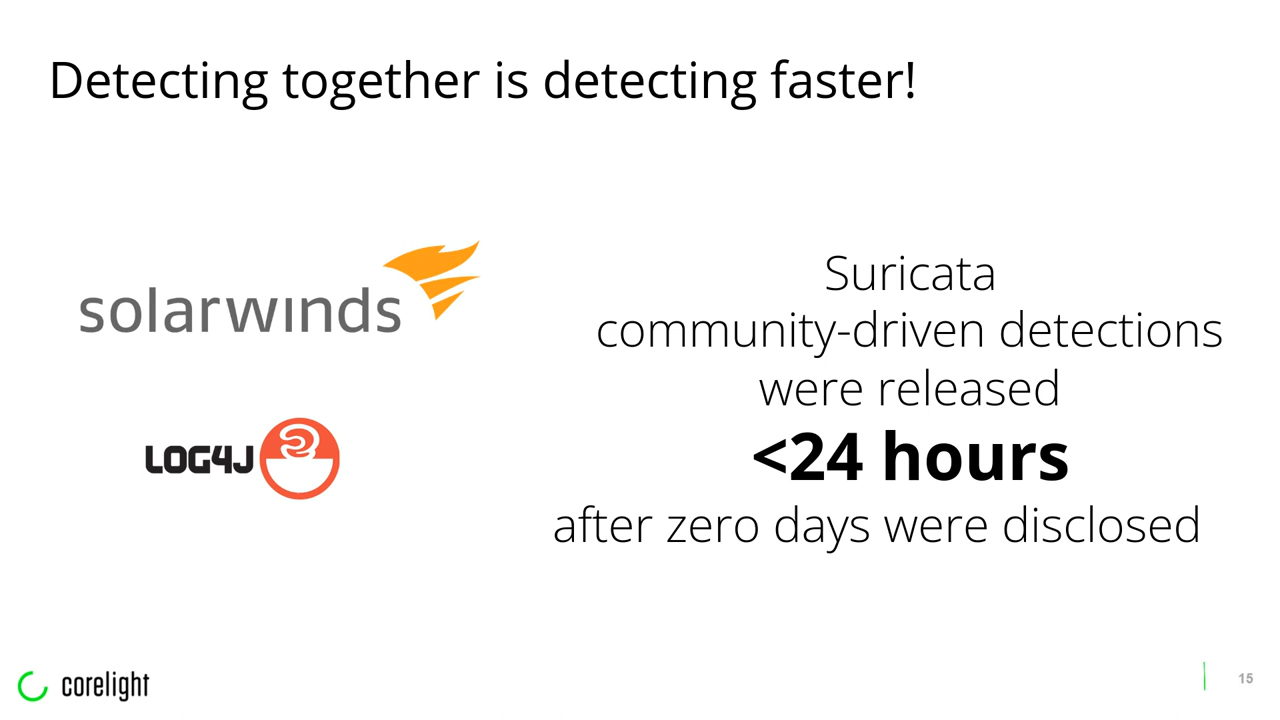 Detecting together is detecting faster!
solarwinds
LOG4J
Suricata
community-driven detections
were released
<24 hours
after zero days were disclosed
corelight
15